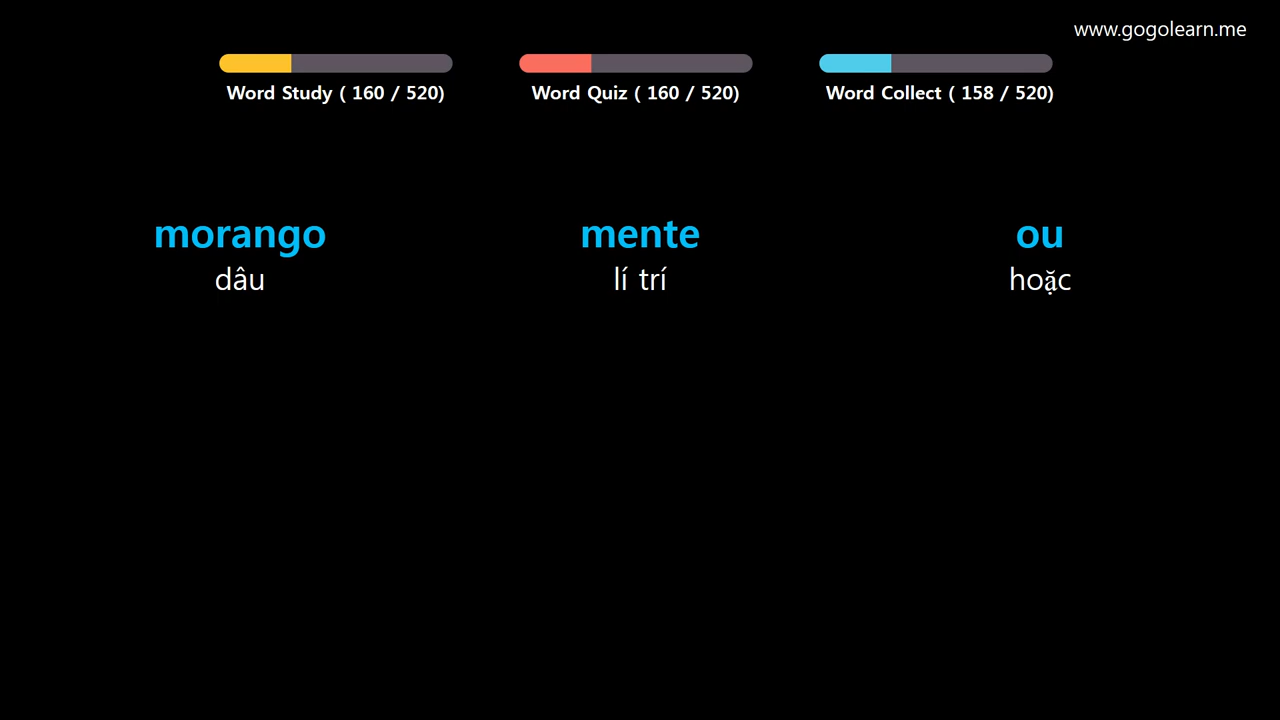 www.gogolearn.me
Word Study ( 160 / 520)
Word Quiz ( 160 / 520)
Word Collect ( 158 / 520)
morango
dâu
mente
lí trí
ou
hoặc